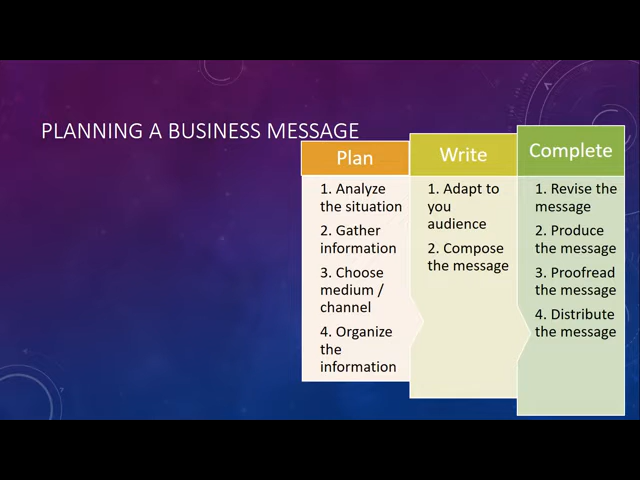 PLANNING A BUSINESS MESSAGE
Plan
1. Analyze
the situation
2. Gather
information
3. Choose
medium /
channel
4. Organize
the
information
Write
1. Adapt to
you
audience
2. Compose
the message
Complete
1. Revise the
message
2. Produce
the message
3. Proofread
the message
4. Distribute
the message